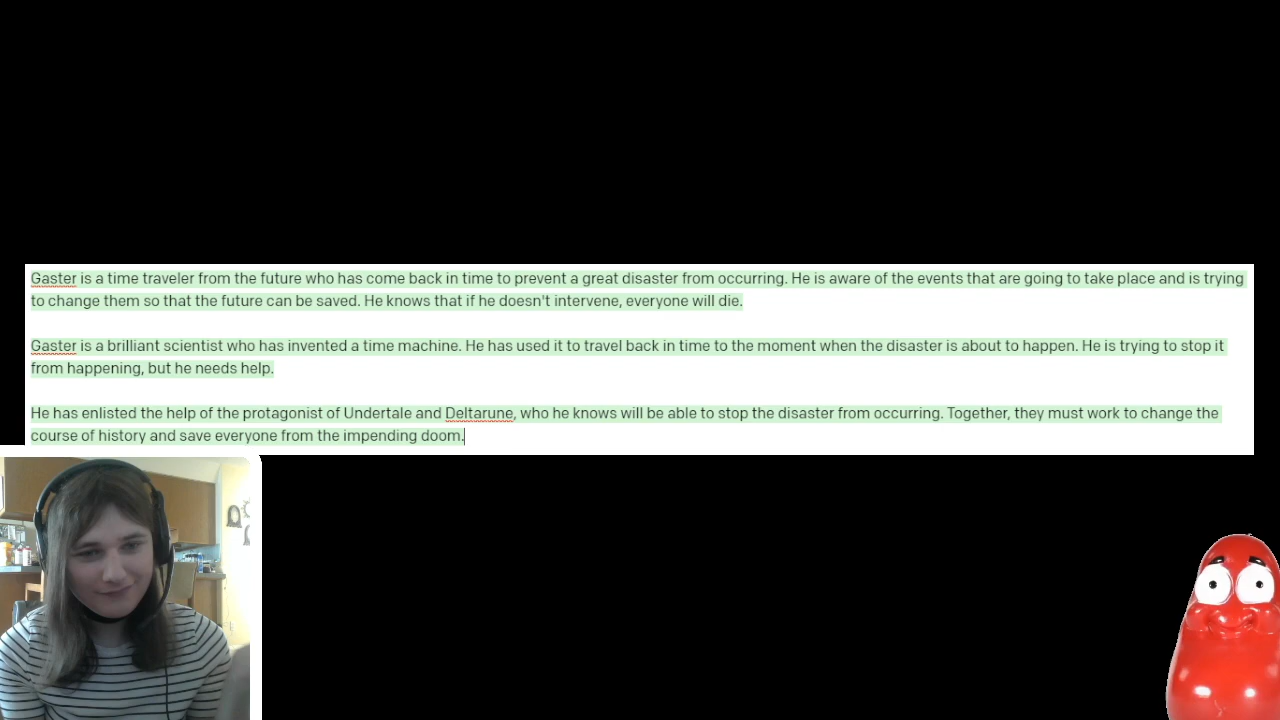 Gaster is a time traveler from the future who has come back in time to prevent a great disaster from occurring. He is aware of the events that are going to take place and is trying
to change them so that the future can be saved. He knows that if he doesn't intervene, everyone will die.
Gaster is a brilliant scientist who has invented a time machine. He has used it to travel back in time to the moment when the disaster is about to happen. He is trying to stop it
from happening, but he needs help.
He has enlisted the help of the protagonist of Undertale and Deltarune, who he knows will be able to stop the disaster from occurring. Together, they must work to change the
course of history and save everyone from the impending doom.